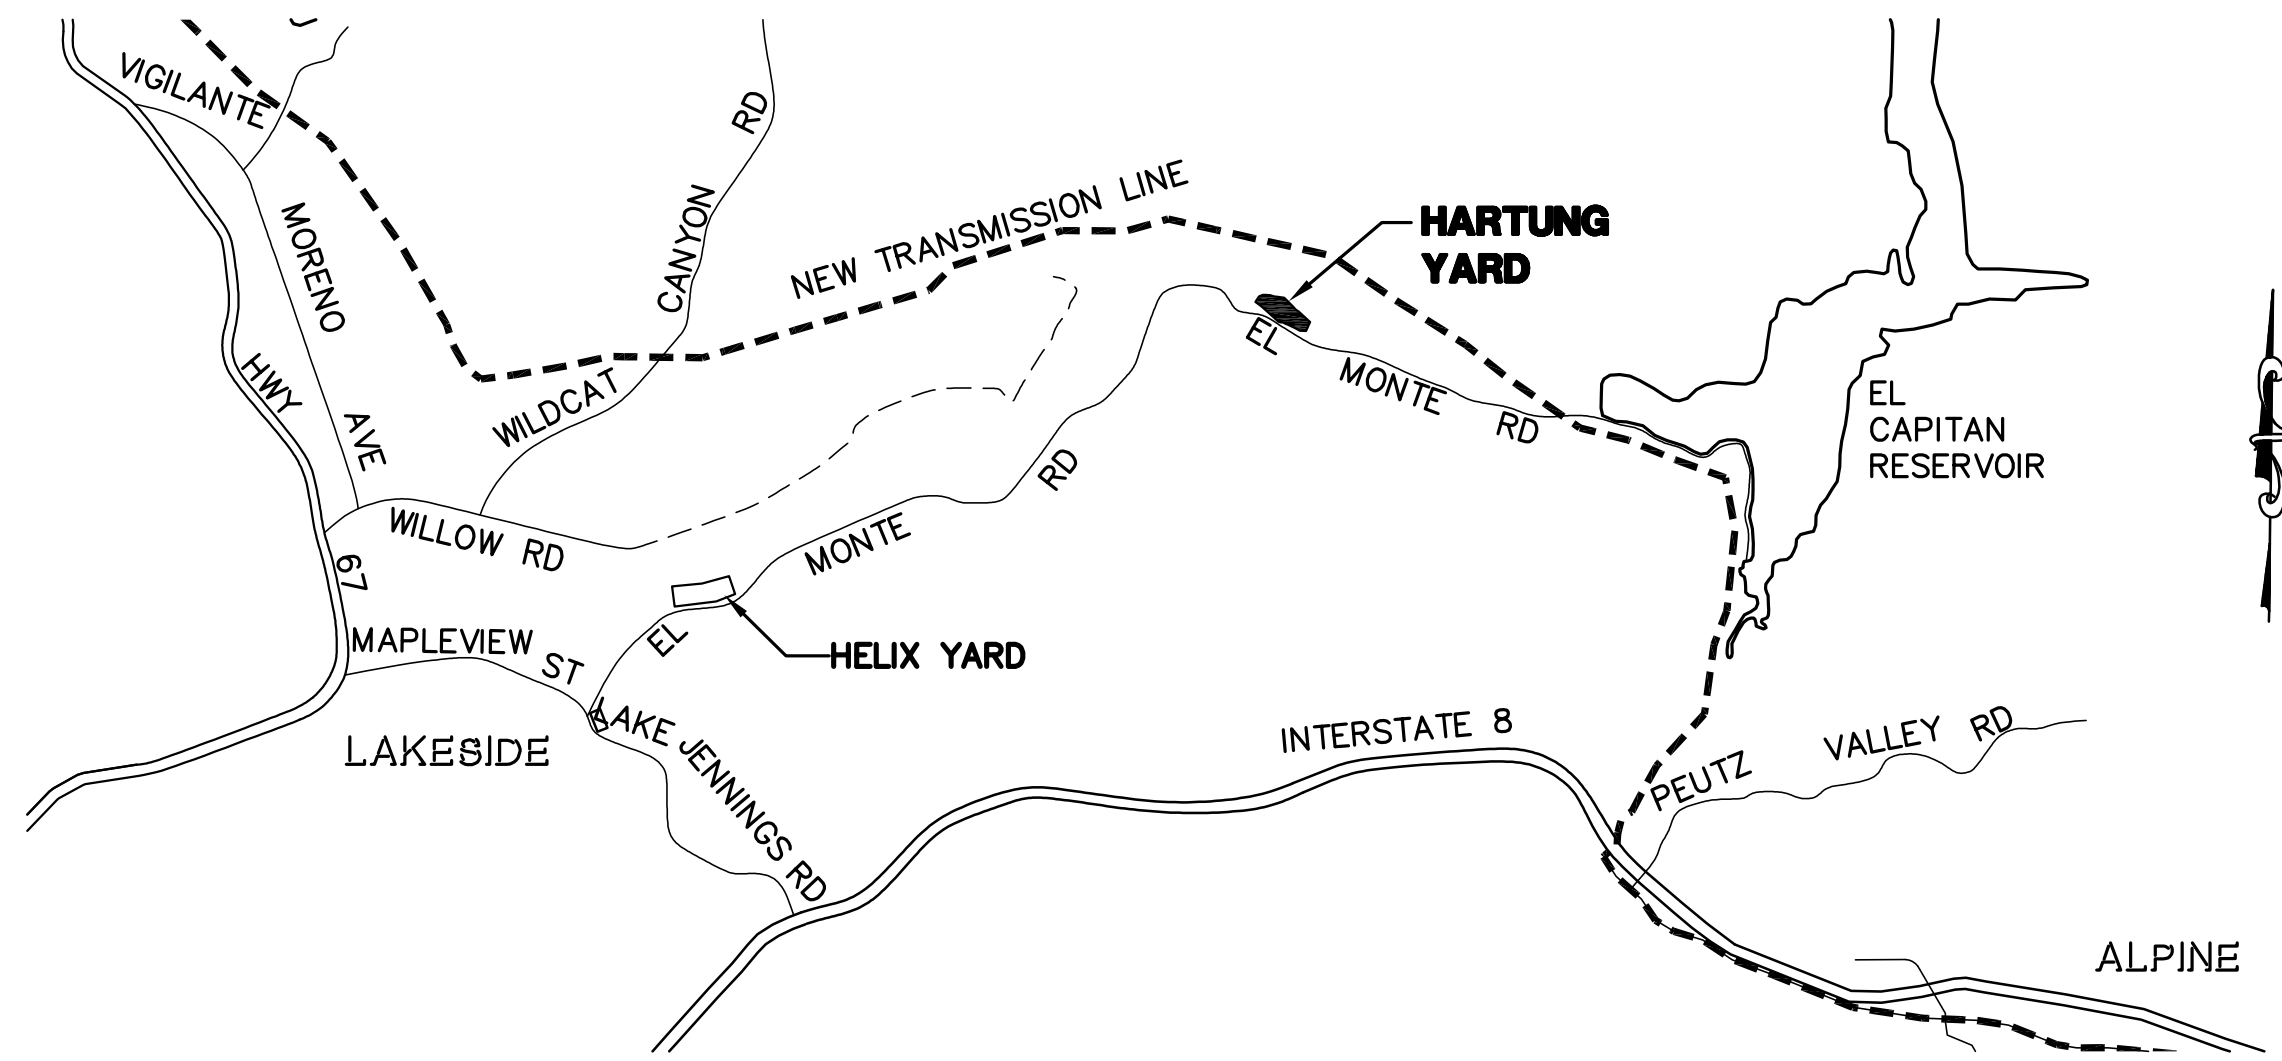 VIGILANTE
MORENO AVE
HWY 67
WILDCAT CANYON RD
NEW TRANSMISSION LINE
HARTUNG
YARD
EL MONTE RD
EL
CAPITAN
RESERVOIR
WILLOW RD
EL MONTE RD
HELIX YARD
MAPLEVIEW ST
LAKE JENNINGS RD
LAKESIDE
INTERSTATE 8
PEUTZ VALLEY RD
ALPINE